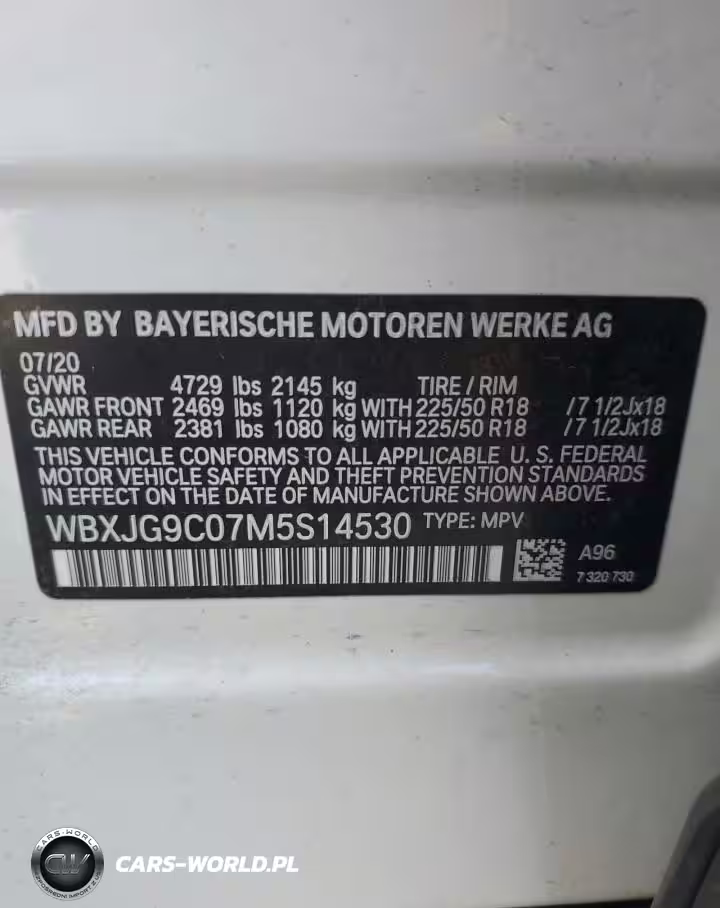 MFD BY BAYERISCHE MOTOREN WERKE AG
07/20
GVWR 4729 lbs 2145 kg TIRE / RIM
GAWR FRONT 2469 lbs 1120 kg WITH 225/50 R18 /7 1/2Jx18
GAWR REAR 2381 lbs 1080 kg WITH 225/50 R18 /7 1/2Jx18
THIS VEHICLE CONFORMS TO ALL APPLICABLE U. S. FEDERAL
MOTOR VEHICLE SAFETY AND THEFT PREVENTION STANDARDS
IN EFFECT ON THE DATE OF MANUFACTURE SHOWN ABOVE.
WBXJG9C07M5S14530 TYPE: MPV
A96
7 320 730
CARS-WORLD
CW
CARS-WORLD.PL